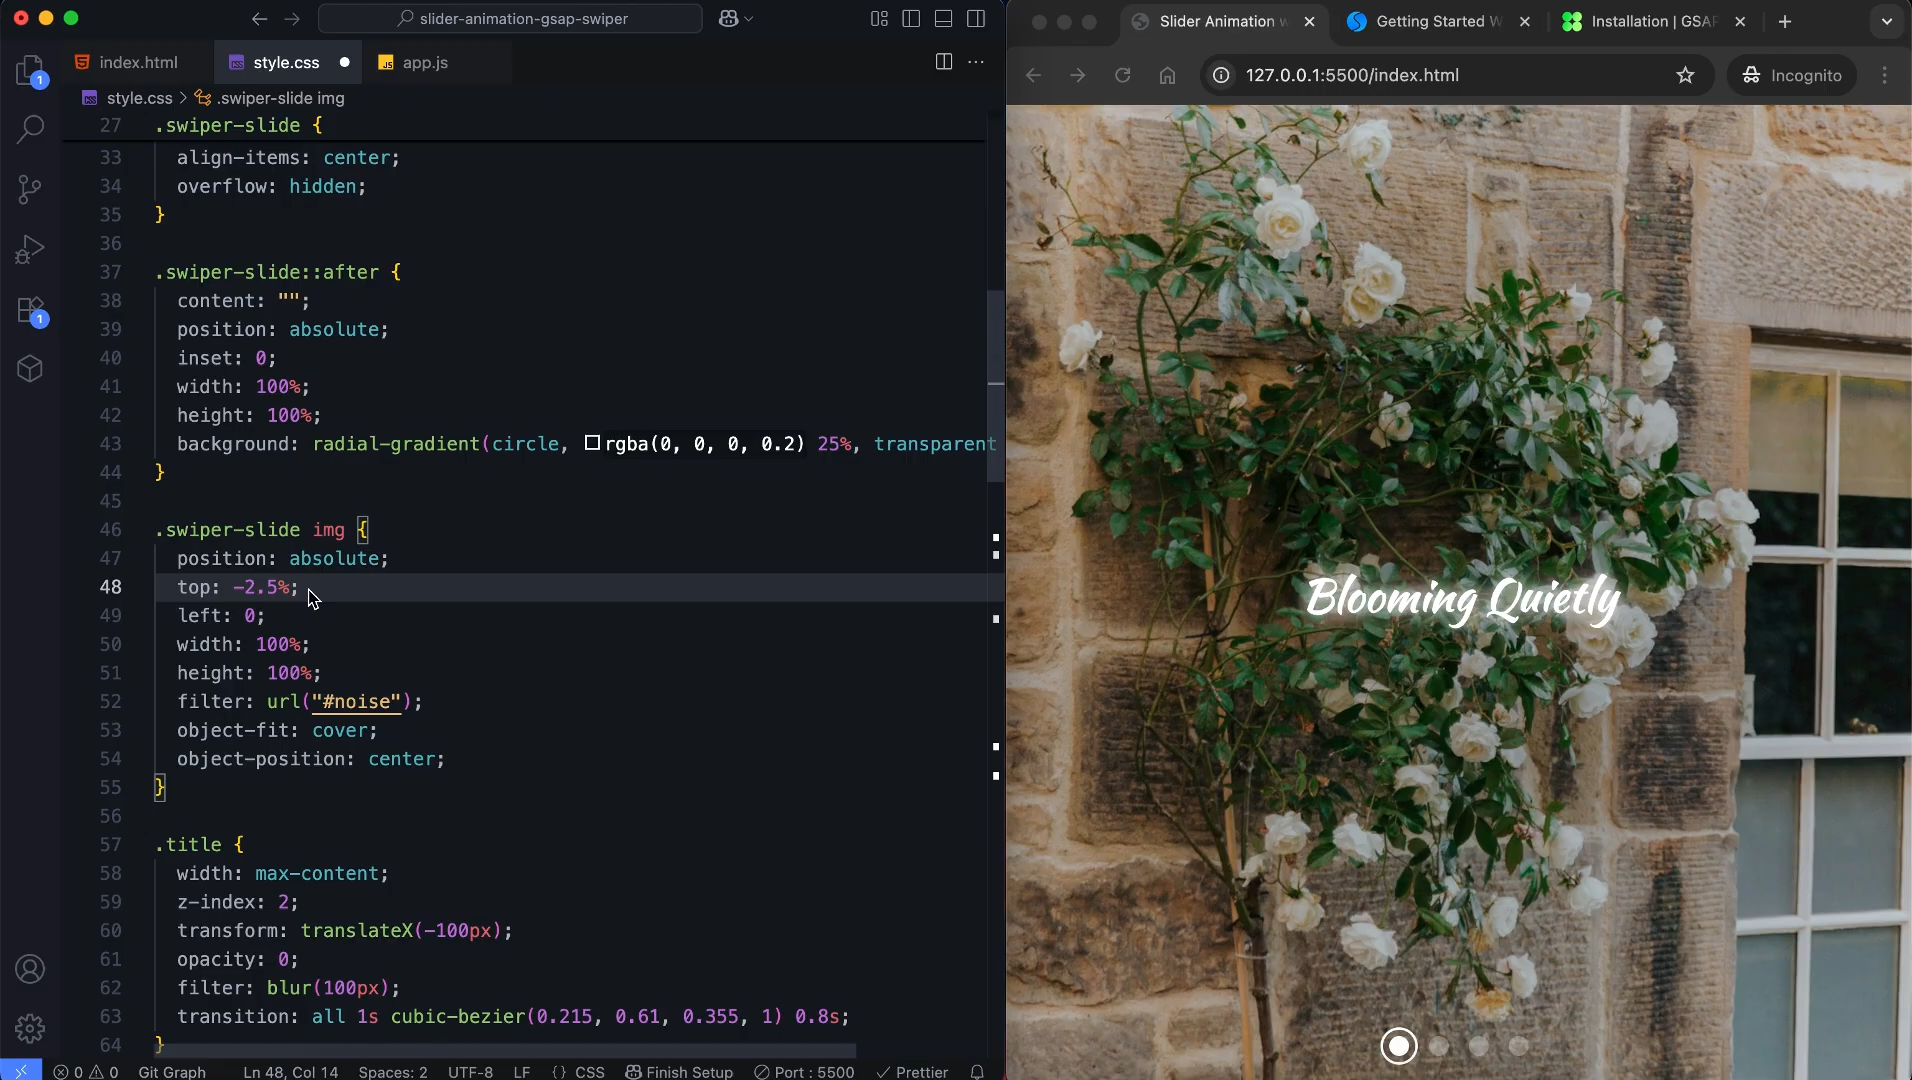 slider-animation-gsap-swiper
index.html
style.css
app.js
style.css > .swiper-slide img
27 .swiper-slide {
33 align-items: center;
34 overflow: hidden;
35 }
36
37 .swiper-slide::after {
38 content: "";
39 position: absolute;
40 inset: 0;
41 width: 100%;
42 height: 100%;
43 background: radial-gradient(circle, rgba(0, 0, 0, 0.2) 25%, transparent
44 }
45
46 .swiper-slide img {
47 position: absolute;
48 top: -2.5%;
49 left: 0;
50 width: 100%;
51 height: 100%;
52 filter: url("#noise");
53 object-fit: cover;
54 object-position: center;
55 }
56
57 .title {
58 width: max-content;
59 z-index: 2;
60 transform: translateX(-100px);
61 opacity: 0;
62 filter: blur(100px);
63 transition: all 1s cubic-bezier(0.215, 0.61, 0.355, 1) 0.8s;
64 }
1
1
0 0 Git Graph Ln 48, Col 14 Spaces: 2 UTF-8 LF {} CSS Finish Setup Port : 5500 Prettier
Slider Animation w
Getting Started W
Installation | GSAP
127.0.0.1:5500/index.html
Incognito
Blooming Quietly